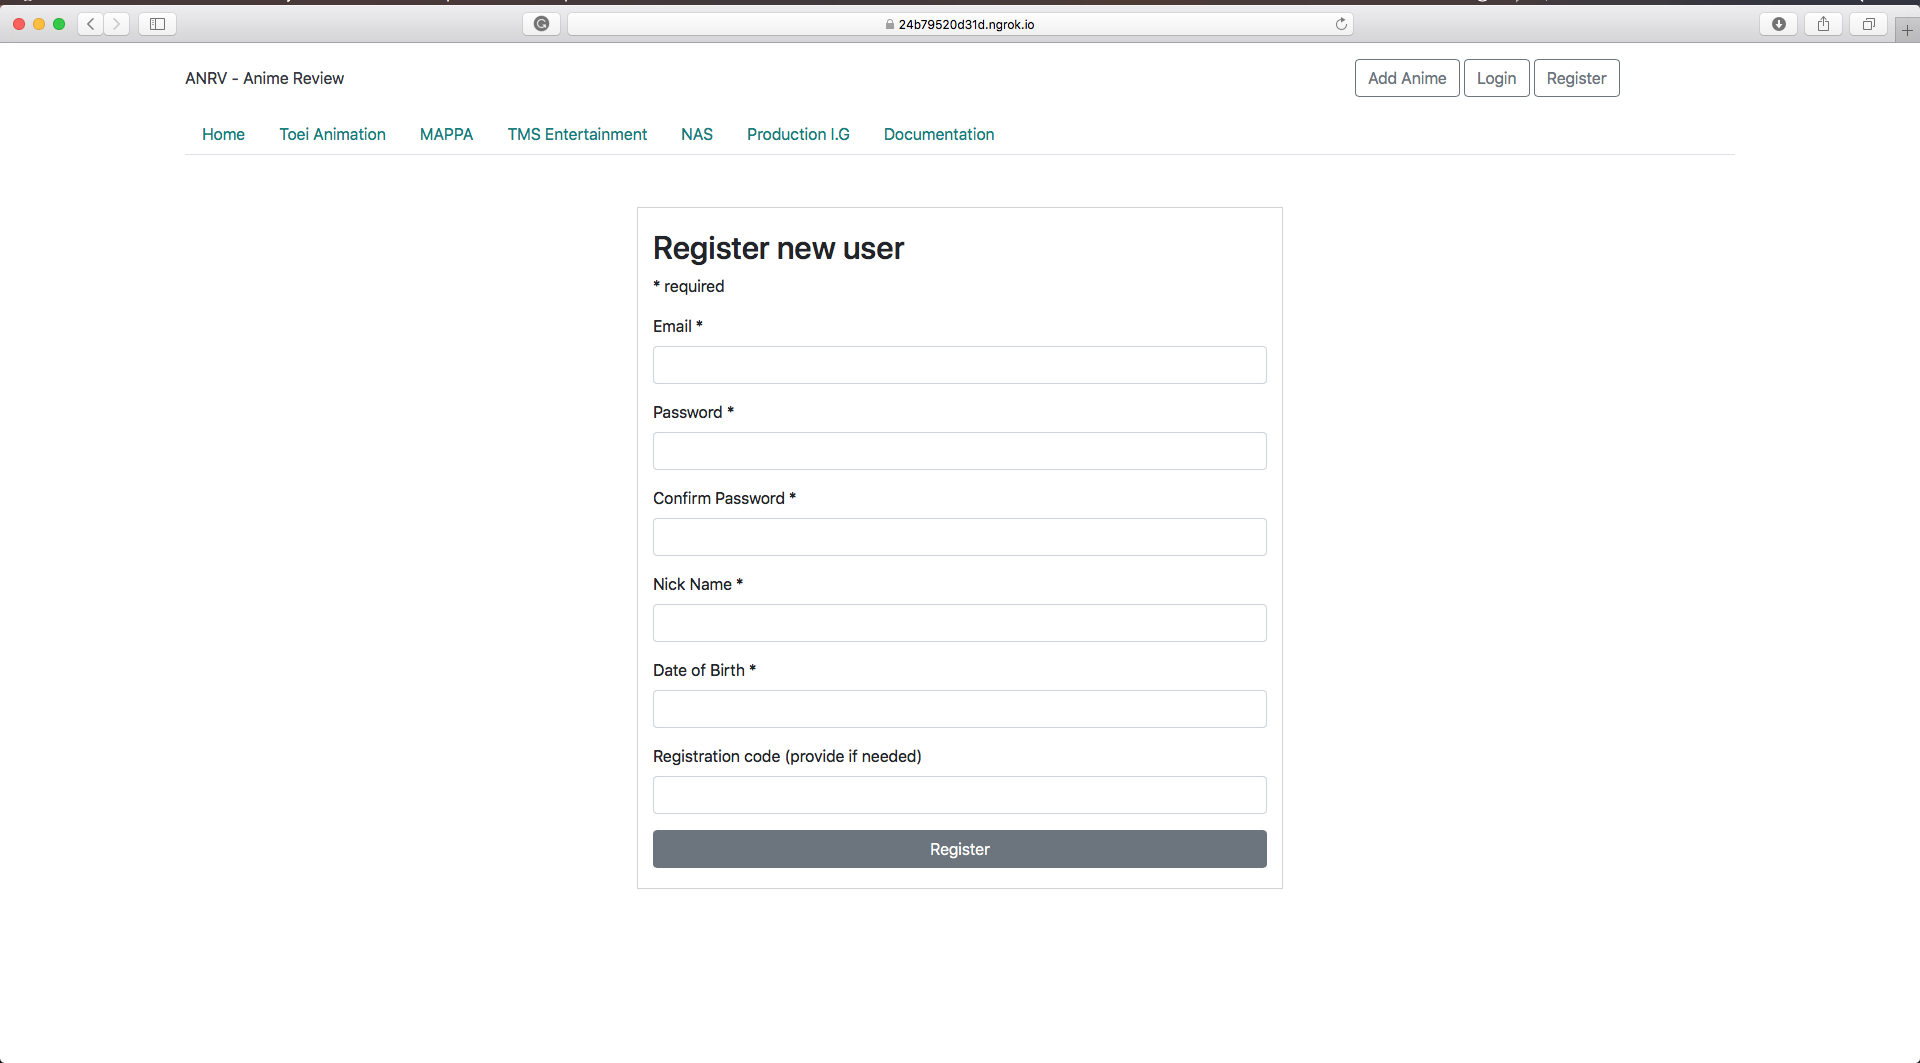 24b79520d31d.ngrok.io
ANRV - Anime Review
Add Anime Login Register
Home Toei Animation MAPPA TMS Entertainment NAS Production I.G Documentation
Register new user
* required
Email *
Password *
Confirm Password *
Nick Name *
Date of Birth *
Registration code (provide if needed)
Register